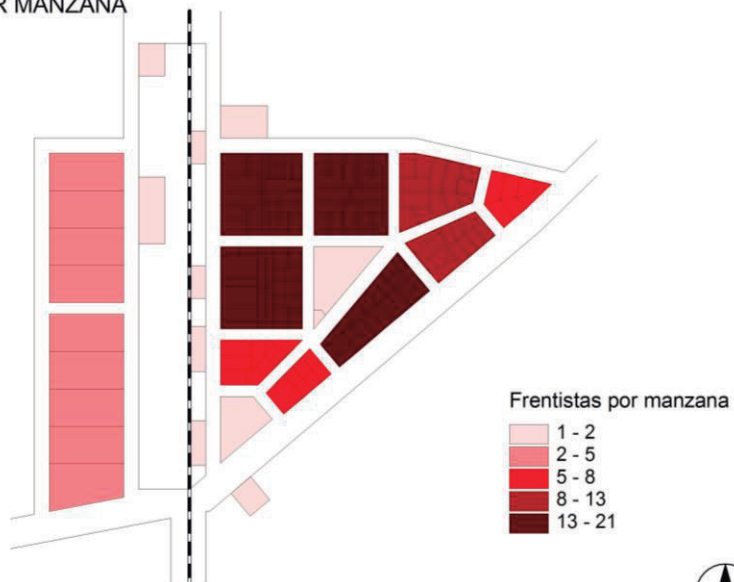 R MANZANA
Frentistas por manzana
1 - 2
2 - 5
5 - 8
8 - 13
13 - 21